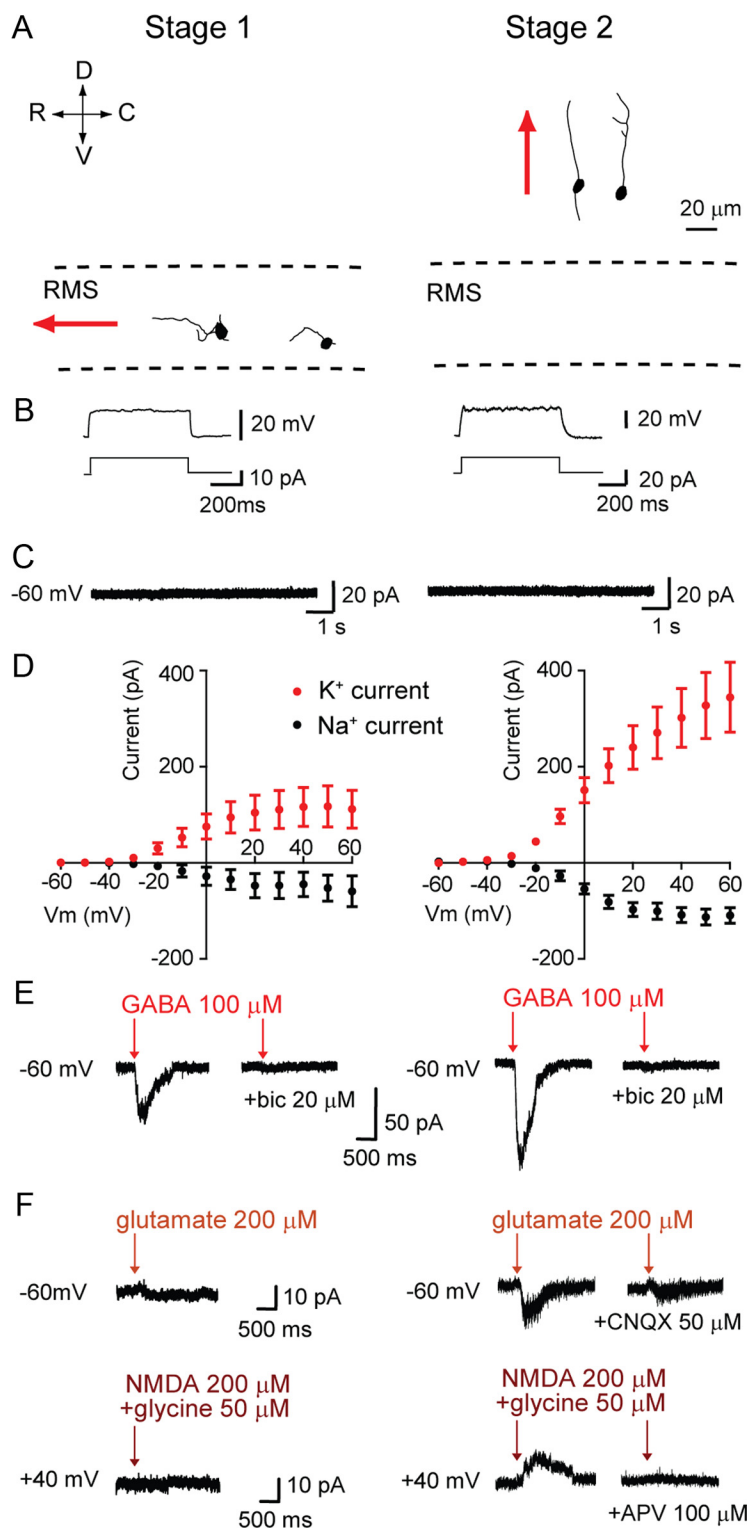 A
Stage 1
Stage 2
D
R
C
V
20 μm
RMS
RMS
B
20 mV
10 pA
200ms
20 mV
20 pA
200 ms
C
-60 mV
20 pA
1 s
20 pA
1 s
D
Current (pA)
400
200
-200
K+ current
Na+ current
-60
-40
-20
20
40
60
Vm (mV)
Current (pA)
400
200
-200
-60
-40
-20
0
20
40
60
Vm (mV)
E
GABA 100 μM
-60 mV
+bic 20 μM
50 pA
500 ms
GABA 100 μM
-60 mV
+bic 20 μM
F
glutamate 200 μM
-60mV
10 pA
500 ms
glutamate 200 μM
-60 mV
+CNQX 50 μM
NMDA 200 μM
+glycine 50 μM
+40 mV
10 pA
500 ms
NMDA 200 μM
+glycine 50 μM
+40 mV
+APV 100 μM